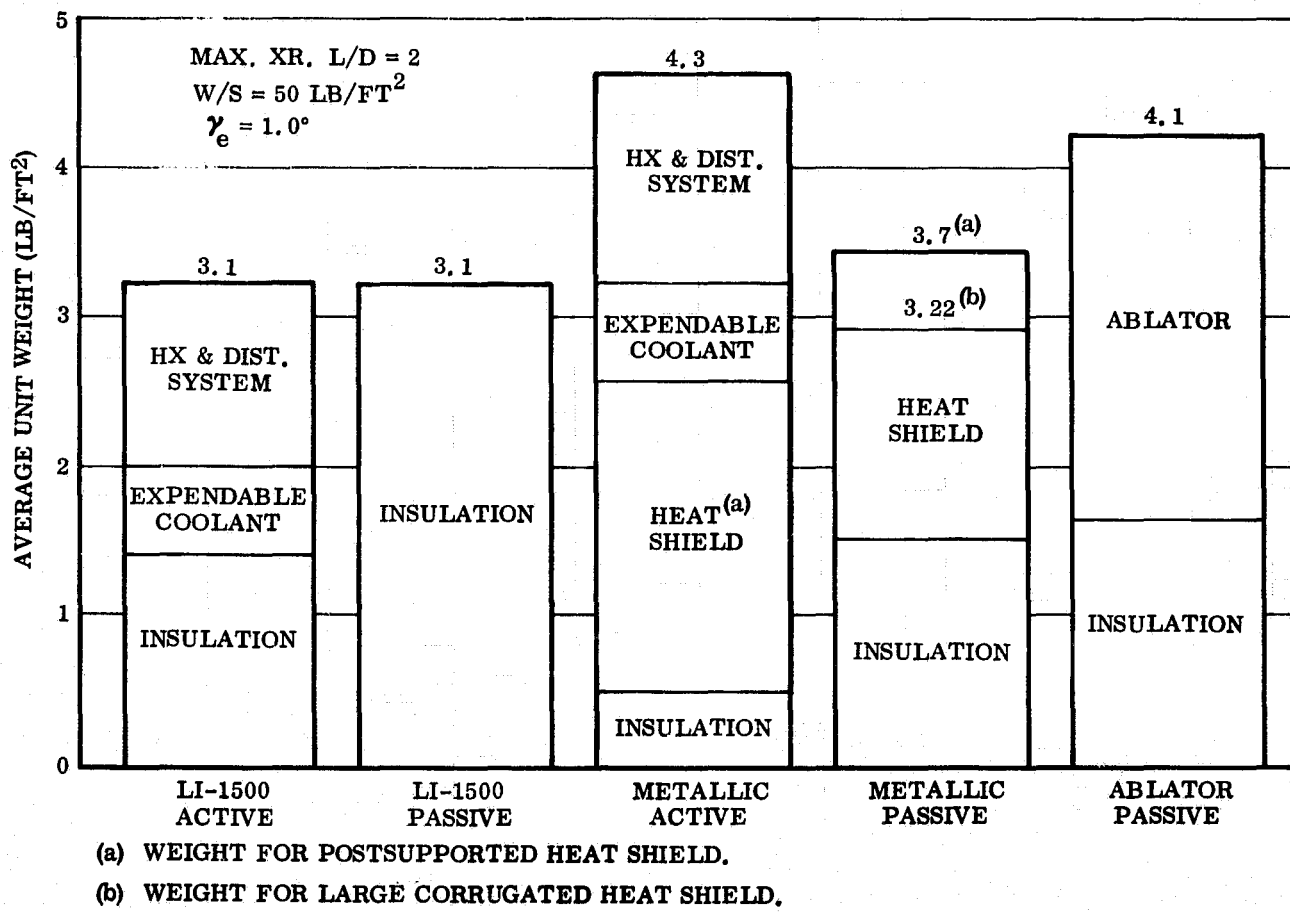 AVERAGE UNIT WEIGHT (LB/FT²)
5
4
3
2
1
0
MAX. XR. L/D = 2
W/S = 50 LB/FT²
γe = 1.0°
3.1
HX & DIST.
SYSTEM
EXPENDABLE
COOLANT
INSULATION
LI-1500
ACTIVE
3.1
INSULATION
LI-1500
PASSIVE
4.3
HX & DIST.
SYSTEM
EXPENDABLE
COOLANT
HEAT(a)
SHIELD
INSULATION
METALLIC
ACTIVE
3.7(a)
3.22(b)
HEAT
SHIELD
INSULATION
METALLIC
PASSIVE
4.1
ABLATOR
INSULATION
ABLATOR
PASSIVE
(a) WEIGHT FOR POSTSUPPORTED HEAT SHIELD.
(b) WEIGHT FOR LARGE CORRUGATED HEAT SHIELD.